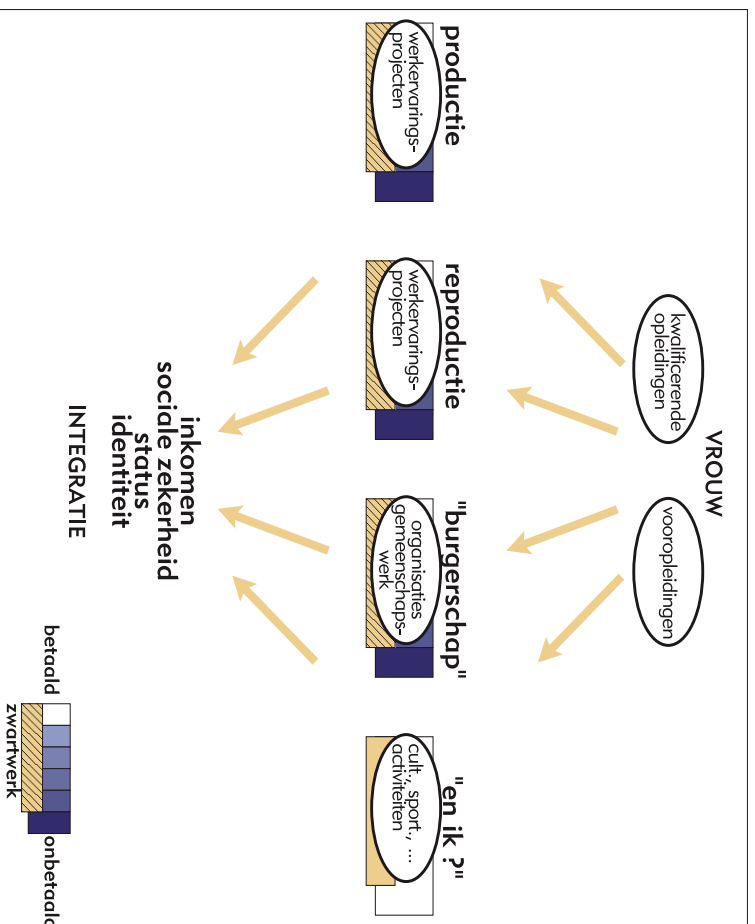 VROUW
kwalificerende
opleidingen
vooropleidingen
productie
werkervarings-
projecten
reproductie
werkervarings-
projecten
"burgerschap"
organisaties
gemeenschaps-
werk
"en ik ?"
cult., sport., ...
activiteiten
inkomen
sociale zekerheid
status
identiteit
INTEGRATIE
betaald
onbetaald
zwartwerk